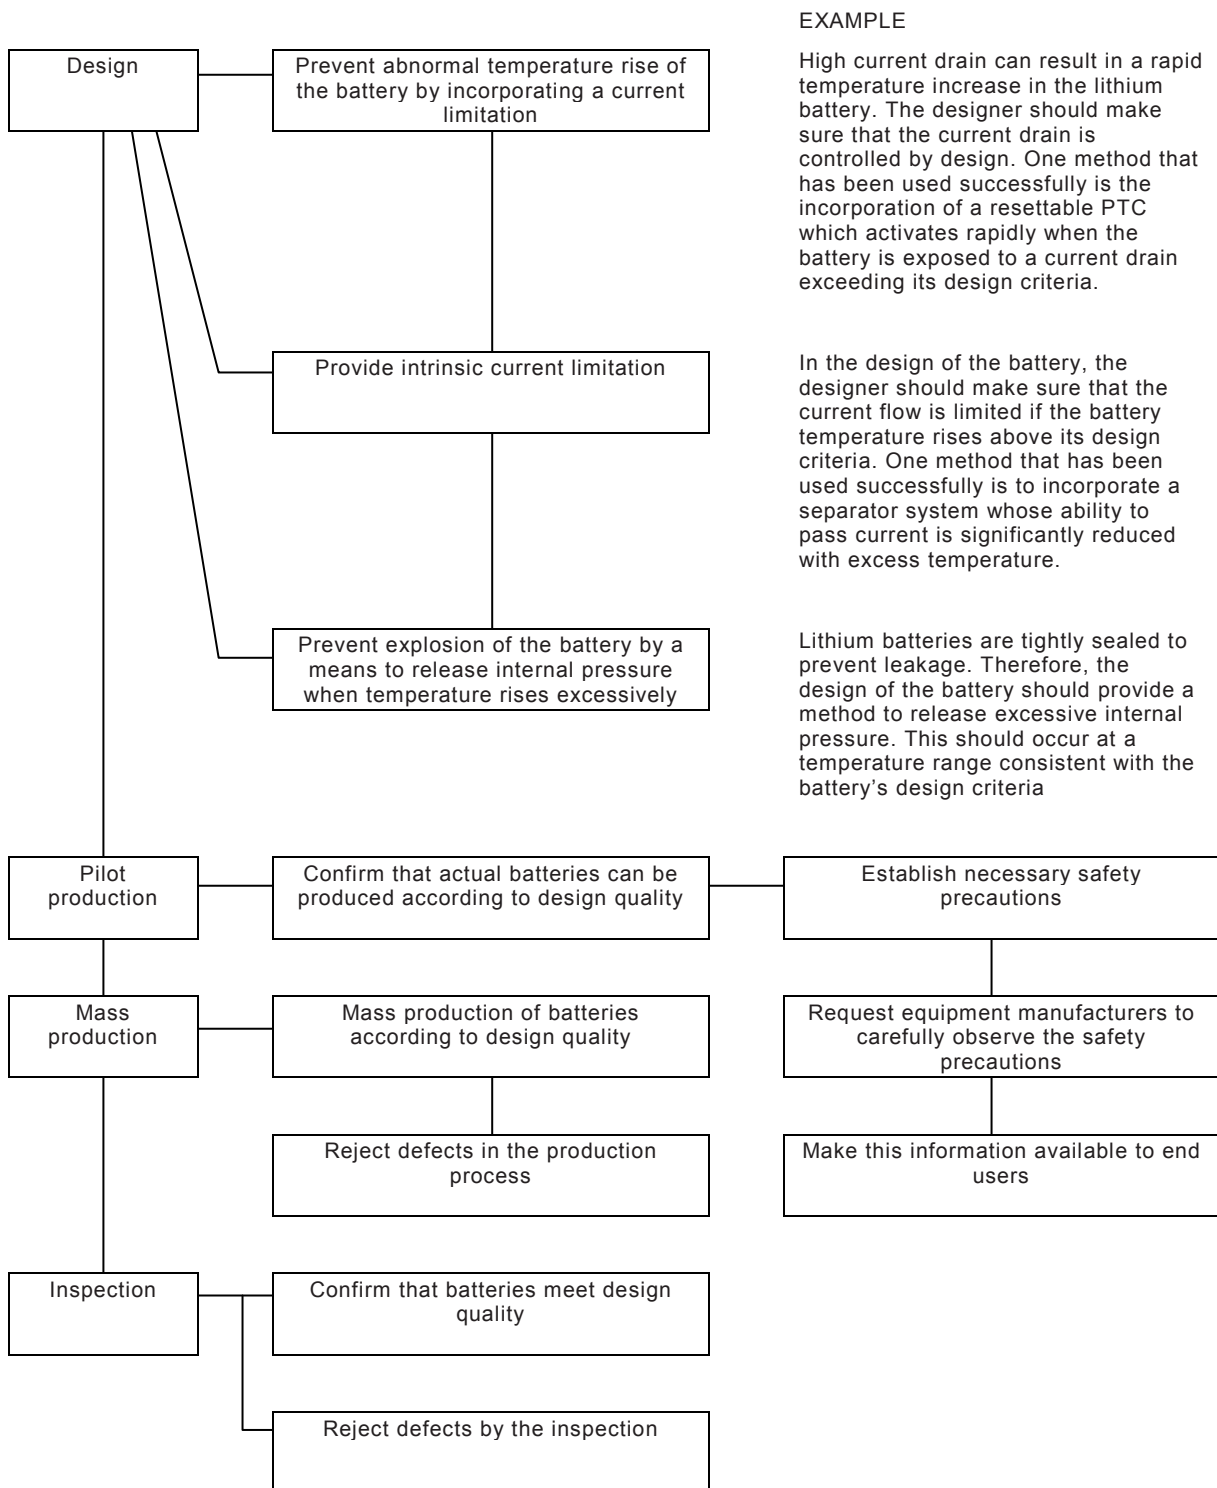 EXAMPLE
Design
Prevent abnormal temperature rise of
the battery by incorporating a current
limitation
High current drain can result in a rapid
temperature increase in the lithium
battery. The designer should make
sure that the current drain is
controlled by design. One method that
has been used successfully is the
incorporation of a resettable PTC
which activates rapidly when the
battery is exposed to a current drain
exceeding its design criteria.
Provide intrinsic current limitation
In the design of the battery, the
designer should make sure that the
current flow is limited if the battery
temperature rises above its design
criteria. One method that has been
used successfully is to incorporate a
separator system whose ability to
pass current is significantly reduced
with excess temperature.
Prevent explosion of the battery by a
means to release internal pressure
when temperature rises excessively
Lithium batteries are tightly sealed to
prevent leakage. Therefore, the
design of the battery should provide a
method to release excessive internal
pressure. This should occur at a
temperature range consistent with the
battery's design criteria
Pilot
production
Confirm that actual batteries can be
produced according to design quality
Establish necessary safety
precautions
Mass
production
Mass production of batteries
according to design quality
Request equipment manufacturers to
carefully observe the safety
precautions
Reject defects in the production
process
Make this information available to end
users
Inspection
Confirm that batteries meet design
quality
Reject defects by the inspection